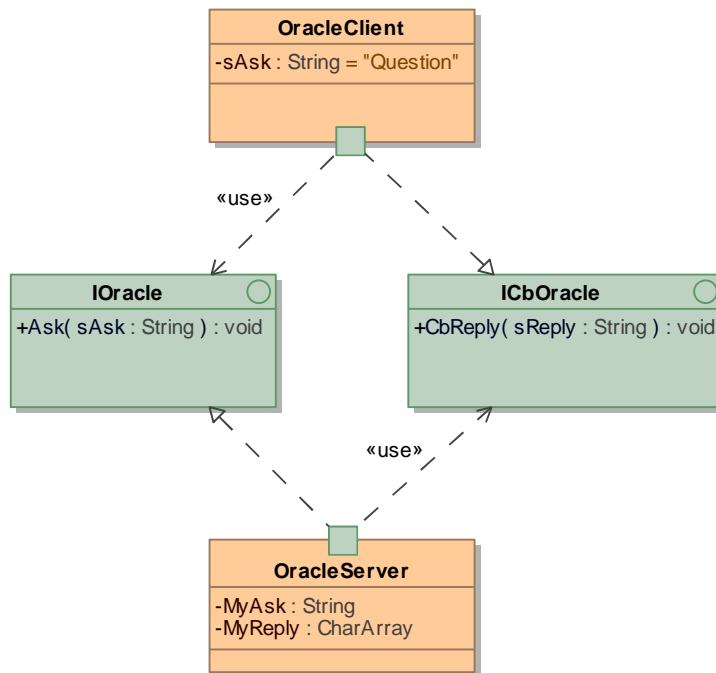 OracleClient
-sAsk : String = "Question"
«use»
IOracle
+Ask( sAsk : String ) : void
ICbOracle
+CbReply( sReply : String ) : void
«use»
OracleServer
-MyAsk : String
-MyReply : CharArray